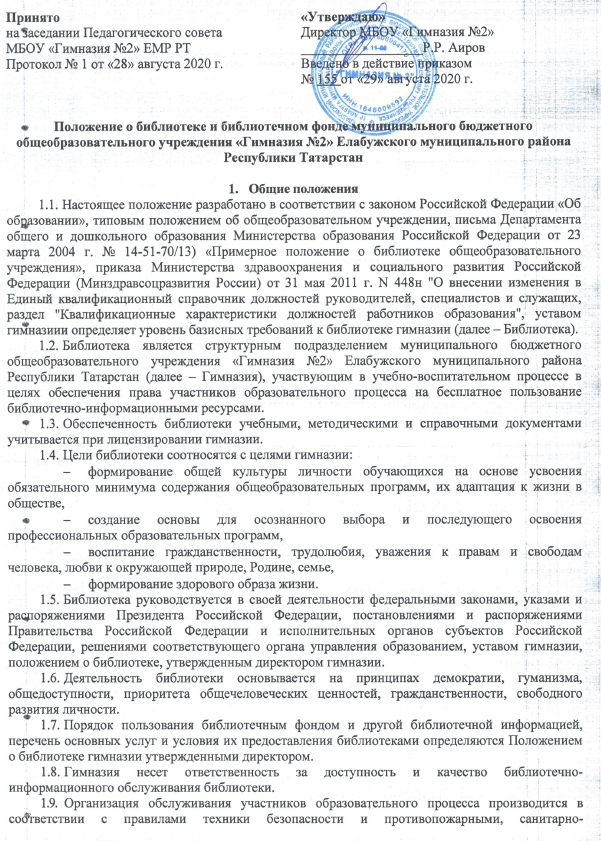 Принято
на заседании Педагогического совета
МБОУ «Гимназия №2» ЕМР РТ
Протокол № 1 от «28» августа 2020 г.
«Утверждаю»
Директор МБОУ «Гимназия №2»
Р.Р. Аиров
Введено в действие приказом
№ 155 от «29» августа 2020 г.
"ГИМНАЗИЯ № 2"
ИНН 1646009592
Положение о библиотеке и библиотечном фонде муниципального бюджетного
общеобразовательного учреждения «Гимназия №2» Елабужского муниципального района
Республики Татарстан
1. Общие положения
1.1. Настоящее положение разработано в соответствии с законом Российской Федерации «Об
образовании», типовым положением об общеобразовательном учреждении, письма Департамента
общего и дошкольного образования Министерства образования Российской Федерации от 23
марта 2004 г. № 14-51-70/13) «Примерное положение о библиотеке общеобразовательного
учреждения», приказа Министерства здравоохранения и социального развития Российской
Федерации (Минздравсоцразвития России) от 31 мая 2011 г. N 448н "О внесении изменения в
Единый квалификационный справочник должностей руководителей, специалистов и служащих,
раздел "Квалификационные характеристики должностей работников образования", уставом
гимназиии определяет уровень базисных требований к библиотеке гимназии (далее – Библиотека).
1.2. Библиотека является структурным подразделением муниципального бюджетного
общеобразовательного учреждения «Гимназия №2» Елабужского муниципального района
Республики Татарстан (далее – Гимназия), участвующим в учебно-воспитательном процессе в
целях обеспечения права участников образовательного процесса на бесплатное пользование
библиотечно-информационными ресурсами.
1.3. Обеспеченность библиотеки учебными, методическими и справочными документами
учитывается при лицензировании гимназии.
1.4. Цели библиотеки соотносятся с целями гимназии:
– формирование общей культуры личности обучающихся на основе усвоения
обязательного минимума содержания общеобразовательных программ, их адаптация к жизни в
обществе,
– создание основы для осознанного выбора и последующего освоения
профессиональных образовательных программ,
– воспитание гражданственности, трудолюбия, уважения к правам и свободам
человека, любви к окружающей природе, Родине, семье,
– формирование здорового образа жизни.
1.5. Библиотека руководствуется в своей деятельности федеральными законами, указами и
распоряжениями Президента Российской Федерации, постановлениями и распоряжениями
Правительства Российской Федерации и исполнительных органов субъектов Российской
Федерации, решениями соответствующего органа управления образованием, уставом гимназии,
положением о библиотеке, утвержденным директором гимназии.
1.6. Деятельность библиотеки основывается на принципах демократии, гуманизма,
общедоступности, приоритета общечеловеческих ценностей, гражданственности, свободного
развития личности.
1.7. Порядок пользования библиотечным фондом и другой библиотечной информацией,
перечень основных услуг и условия их предоставления библиотеками определяются Положением
о библиотеке гимназии утвержденными директором.
1.8. Гимназия несет ответственность за доступность и качество библиотечно-
информационного обслуживания библиотеки.
1.9. Организация обслуживания участников образовательного процесса производится в
соответствии с правилами техники безопасности и противопожарными, санитарно-